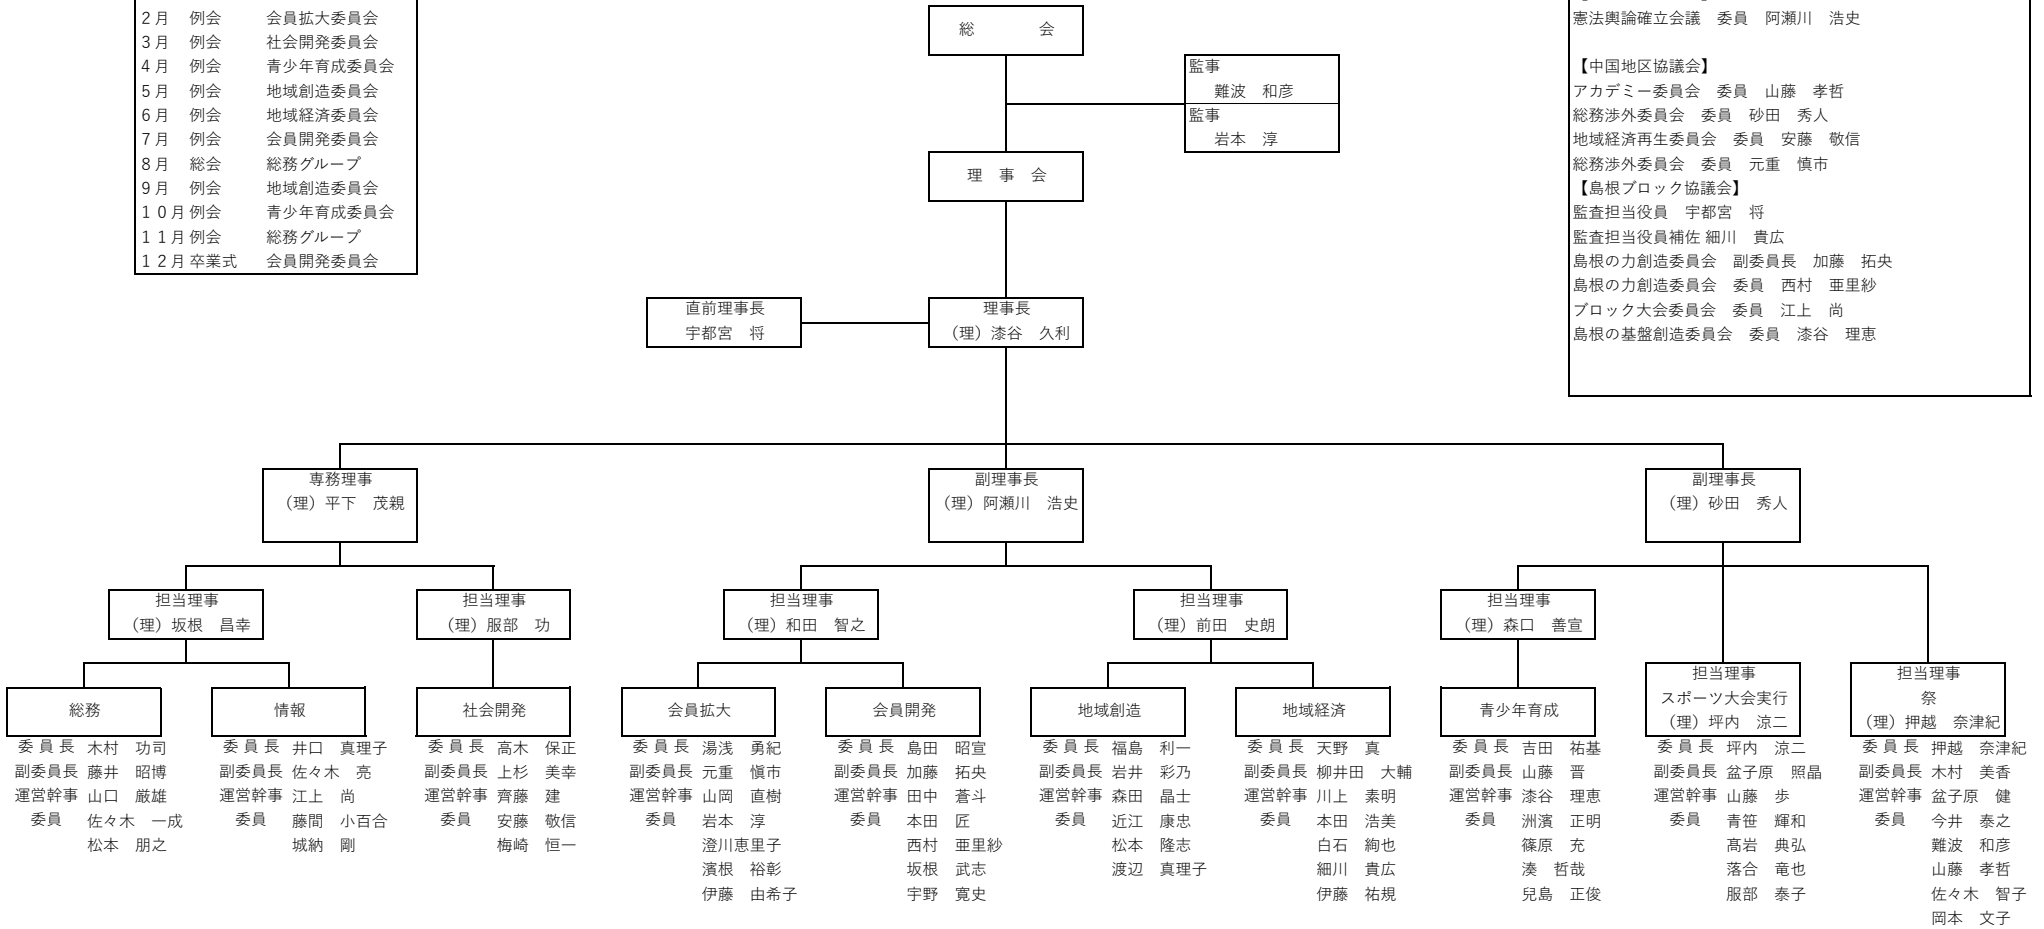 2月　例会　会員拡大委員会
3月　例会　社会開発委員会
4月　例会　青少年育成委員会
5月　例会　地域創造委員会
6月　例会　地域経済委員会
7月　例会　会員開発委員会
8月　総会　総務グループ
9月　例会　地域創造委員会
10月 例会　青少年育成委員会
11月 例会　総務グループ
12月 卒業式　会員開発委員会
総　会
監事
難波　和彦
監事
岩本　淳
理　事　会
直前理事長
宇都宮　将
理事長
（理）漆谷　久利
憲法輿論確立会議　委員　阿瀬川　浩史
【中国地区協議会】
アカデミー委員会　委員　山藤　孝哲
総務渉外委員会　委員　砂田　秀人
地域経済再生委員会　委員　安藤　敬信
総務渉外委員会　委員　元重　慎市
【島根ブロック協議会】
監査担当役員　宇都宮　将
監査担当役員補佐 細川　貴広
島根の力創造委員会　副委員長　加藤　拓央
島根の力創造委員会　委員　西村　亜里紗
ブロック大会委員会　委員　江上　尚
島根の基盤創造委員会　委員　漆谷　理恵
専務理事
（理）平下　茂親
副理事長
（理）阿瀬川　浩史
副理事長
（理）砂田　秀人
担当理事
（理）坂根　昌幸
担当理事
（理）服部　功
担当理事
（理）和田　智之
担当理事
（理）前田　史朗
担当理事
（理）森口　善宣
担当理事
スポーツ大会実行
（理）坪内　涼二
担当理事
祭
（理）押越　奈津紀
総務
委 員 長　木村　功司
副委員長　藤井　昭博
運営幹事　山口　厳雄
委員　佐々木　一成
松本　朋之
情報
委 員 長　井口　真理子
副委員長　佐々木　亮
運営幹事　江上　尚
委員　藤間　小百合
城納　剛
社会開発
委 員 長　高木　保正
副委員長　上杉　美幸
運営幹事　齊藤　建
委員　安藤　敬信
梅崎　恒一
会員拡大
委 員 長　湯浅　勇紀
副委員長　元重　愼市
運営幹事　山岡　直樹
委員　岩本　淳
澄川恵里子
濱根　裕彰
伊藤　由希子
会員開発
委 員 長　島田　昭宣
副委員長　加藤　拓央
運営幹事　田中　蒼斗
委員　本田　匠
西村　亜里紗
坂根　武志
宇野　寛史
地域創造
委 員 長　福島　利一
副委員長　岩井　彩乃
運営幹事　森田　晶士
委員　近江　康忠
松本　隆志
渡辺　真理子
地域経済
委 員 長　天野　真
副委員長　柳井田　大輔
運営幹事　川上　素明
委員　本田　浩美
白石　絢也
細川　貴広
伊藤　祐規
青少年育成
委 員 長　吉田　祐基
副委員長　山藤　晋
運営幹事　漆谷　理恵
委員　洲濱　正明
篠原　充
湊　哲哉
兒島　正俊
委 員 長　坪内　涼二
副委員長　盆子原　照晶
運営幹事　山藤　歩
委員　青笹　輝和
髙岩　典弘
落合　竜也
服部　泰子
委 員 長　押越　奈津紀
副委員長　木村　美香
運営幹事　盆子原　健
委員　今井　泰之
難波　和彦
山藤　孝哲
佐々木　智子
岡本　文子